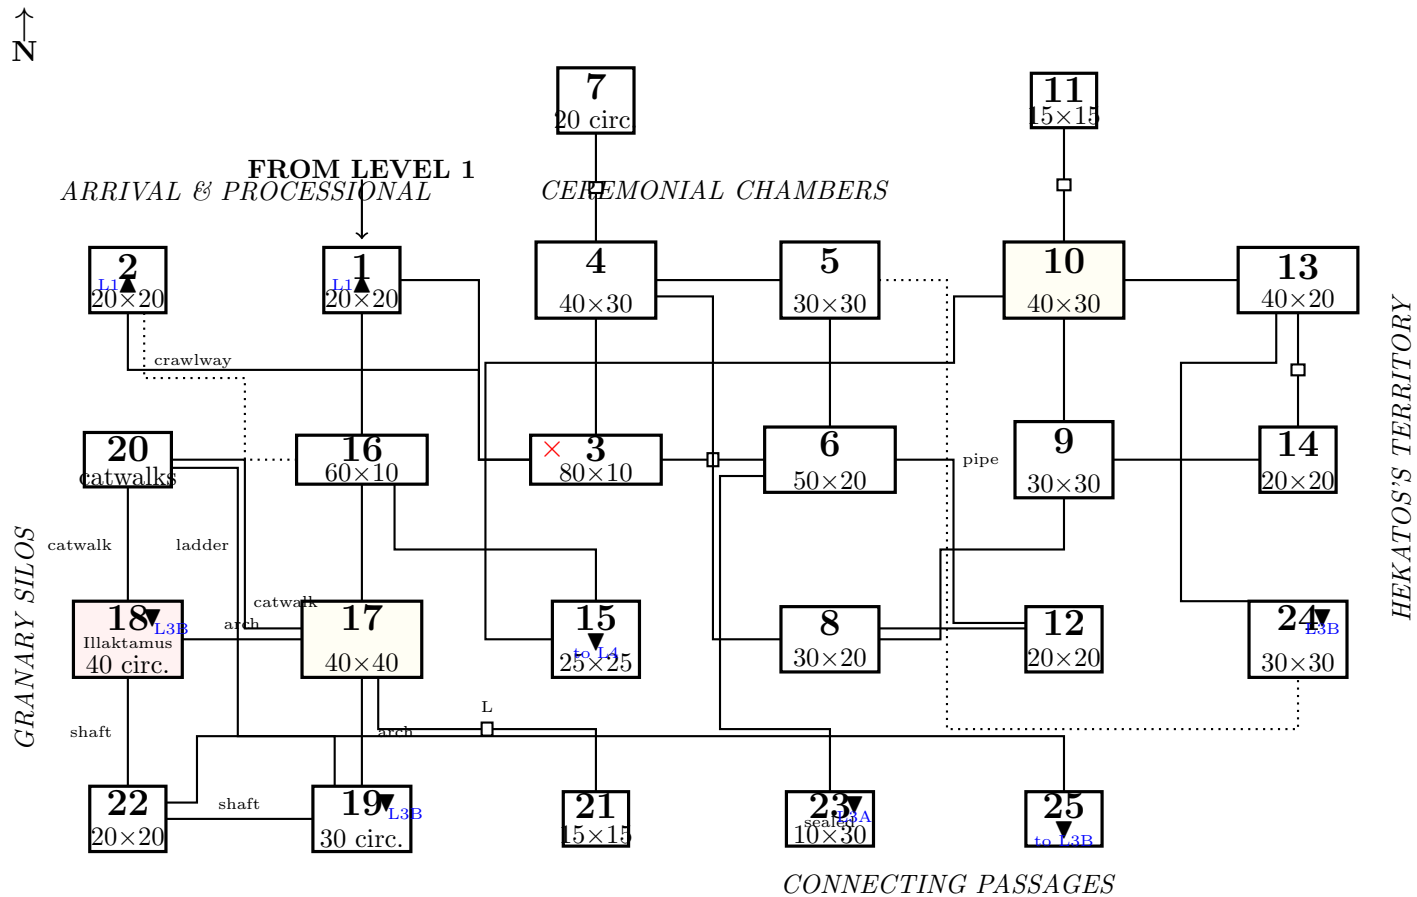 N
7
20 circ.
11
15×15
FROM LEVEL 1
ARRIVAL & PROCESSIONAL
CEREMONIAL CHAMBERS
2
L1
20×20
1
L1
20×20
4
40×30
5
30×30
10
40×30
13
40×20
crawlway
HEKATOS'S TERRITORY
20
catwalks
16
60×10
3
80×10
6
50×20
pipe
9
30×30
14
20×20
GRANARY SILOS
catwalk
ladder
18
L3B
Illaktamus
40 circ.
arch
catwalk
17
40×40
15
to L4
25×25
8
30×20
12
20×20
24
L3B
30×30
shaft
arch
L
22
20×20
shaft
19
L3B
30 circ.
21
15×15
23
L3A
sealed
10×30
25
to L3B
CONNECTING PASSAGES